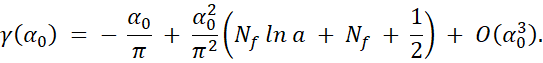 γ(α₀) = − α₀/π + α₀²/π² (N_f ln a + N_f + 1/2) + O(α₀³).